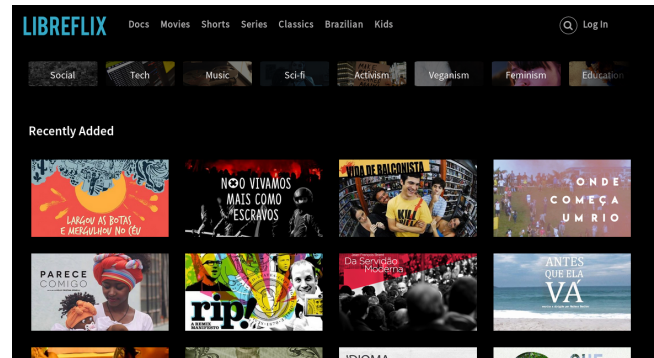 LIBREFLIX
Docs Movies Shorts Series Classics Brazilian Kids
Log In
Social Tech Music Sci-fi Activism Veganism Feminism Education
Recently Added
LARGOU AS BOTAS
E MERGULHOU NO CÉU
NÃO VIVAMOS
MAIS COMO
ESCRAVOS
VIDA DE BALCONISTA
KILL
ONDE
COMEÇA
UM RIO
PARECE
COMIGO
rip!
A REMIX
MANIFESTO
Da Servidão
Moderna
ANTES
QUE ELA
VÁ
IDIOMA